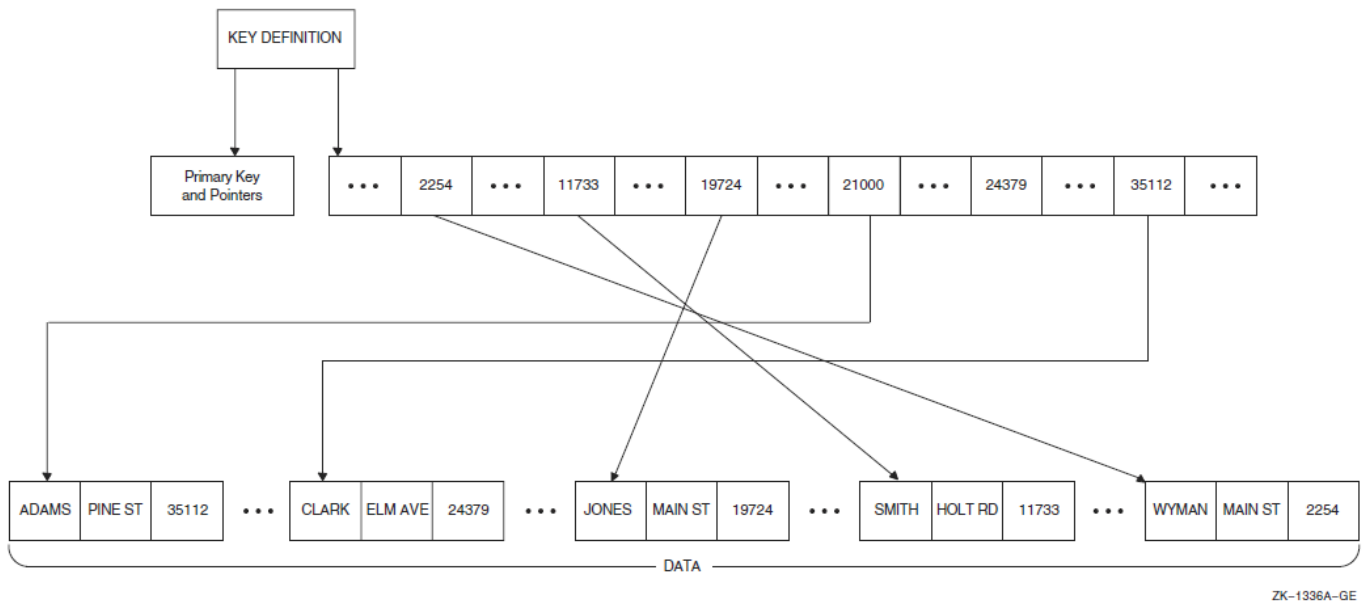 KEY DEFINITION
Primary Key
and Pointers
• • • 2254 • • • 11733 • • • 19724 • • • 21000 • • • 24379 • • • 35112 • • •
ADAMS PINE ST 35112 • • • CLARK ELM AVE 24379 • • • JONES MAIN ST 19724 • • • SMITH HOLT RD 11733 • • • WYMAN MAIN ST 2254
DATA
ZK–1336A–GE